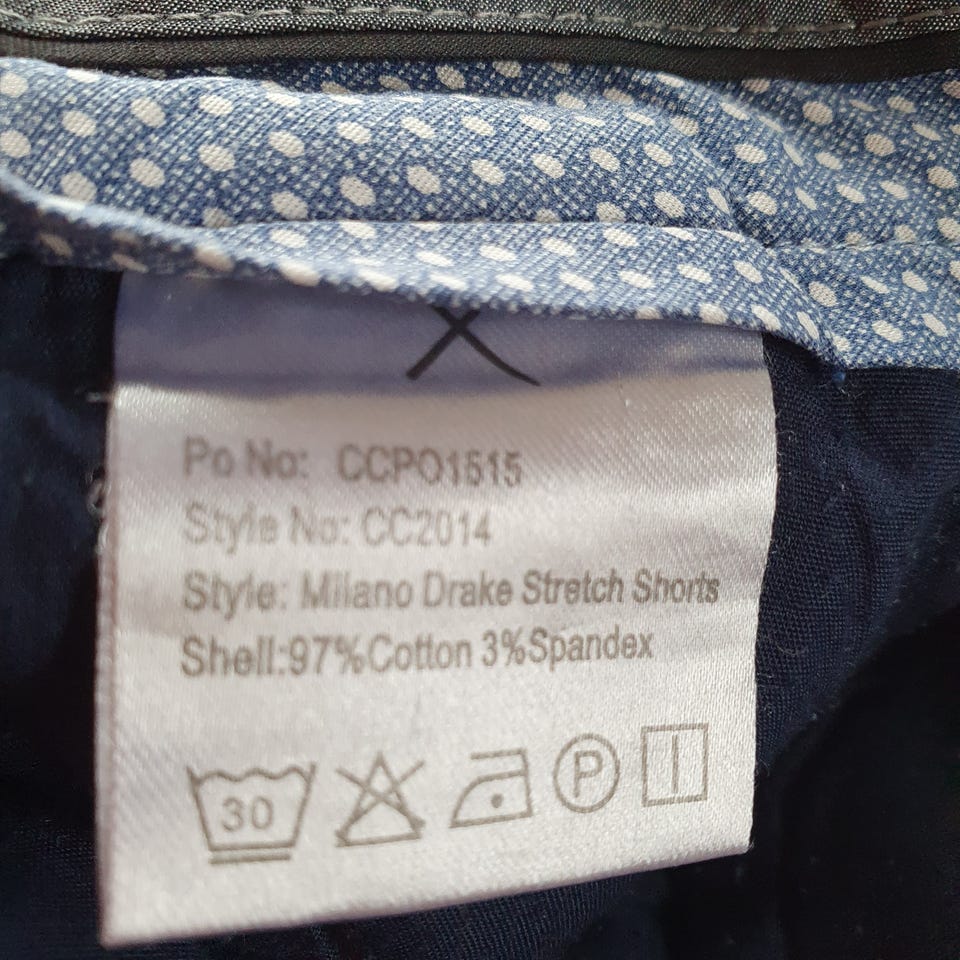 Po No: CCPO1515
Style No: CC2014
Style: Milano Drake Stretch Shorts
Shell:97%Cotton 3%Spandex
30
P